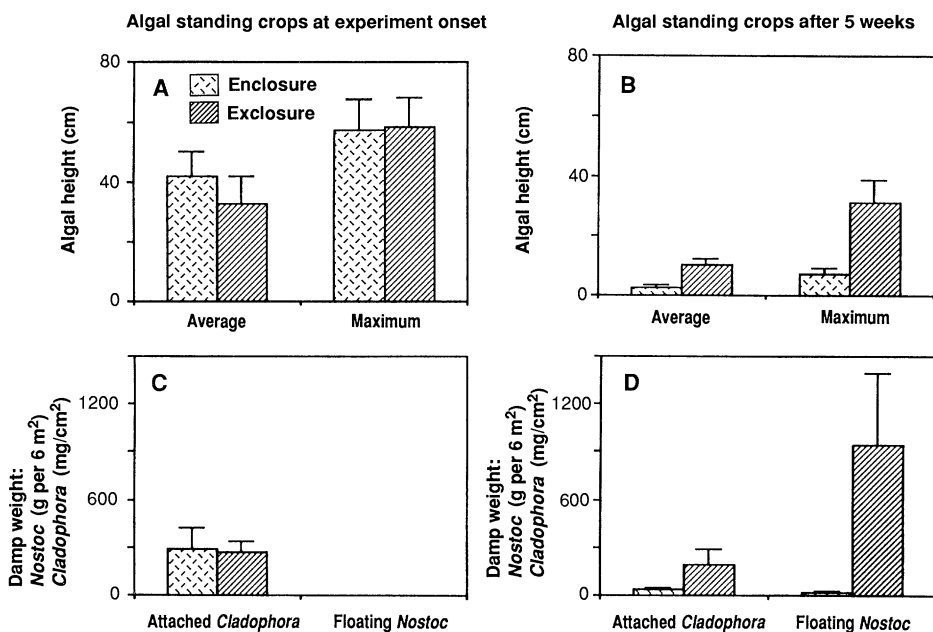 Algal standing crops at experiment onset
Algal standing crops after 5 weeks
A
Enclosure
Exclosure
Algal height (cm)
80
40
0
Average
Maximum
B
Algal height (cm)
80
40
0
Average
Maximum
C
Damp weight:
Nostoc (g per 6 m²)
Cladophora (mg/cm²)
1200
600
0
Attached Cladophora
Floating Nostoc
D
Damp weight:
Nostoc (g per 6 m²)
Cladophora (mg/cm²)
1200
600
0
Attached Cladophora
Floating Nostoc